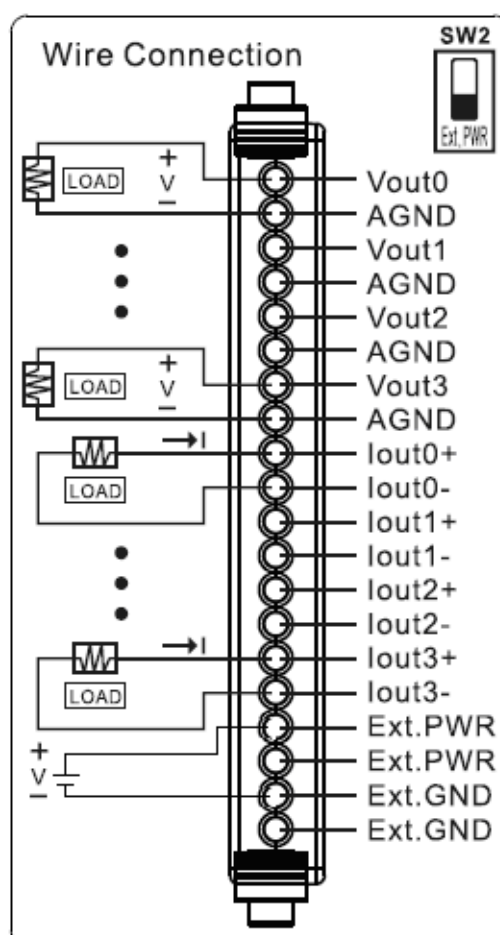 SW2
Wire Connection
Ext.PWR
+
V
−
LOAD
Vout0
AGND
Vout1
AGND
Vout2
AGND
+
V
−
LOAD
Vout3
AGND
I
Iout0+
LOAD
Iout0-
Iout1+
Iout1-
Iout2+
Iout2-
I
Iout3+
LOAD
Iout3-
Ext.PWR
+
V
−
Ext.PWR
Ext.GND
Ext.GND